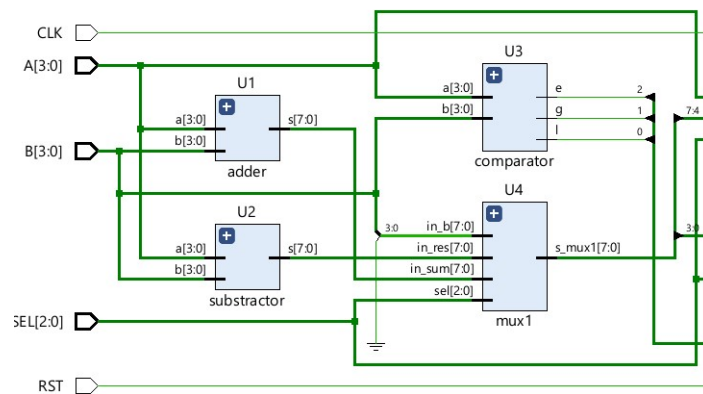 CLK
A[3:0]
U1
a[3:0]
s[7:0]
b[3:0]
adder
B[3:0]
U2
a[3:0]
s[7:0]
b[3:0]
substractor
SEL[2:0]
RST
U3
a[3:0]
b[3:0]
e
g
l
2
1
0
comparator
7:4
U4
3:0
in_b[7:0]
in_res[7:0]
in_sum[7:0]
sel[2:0]
s_mux1[7:0]
mux1
3:0